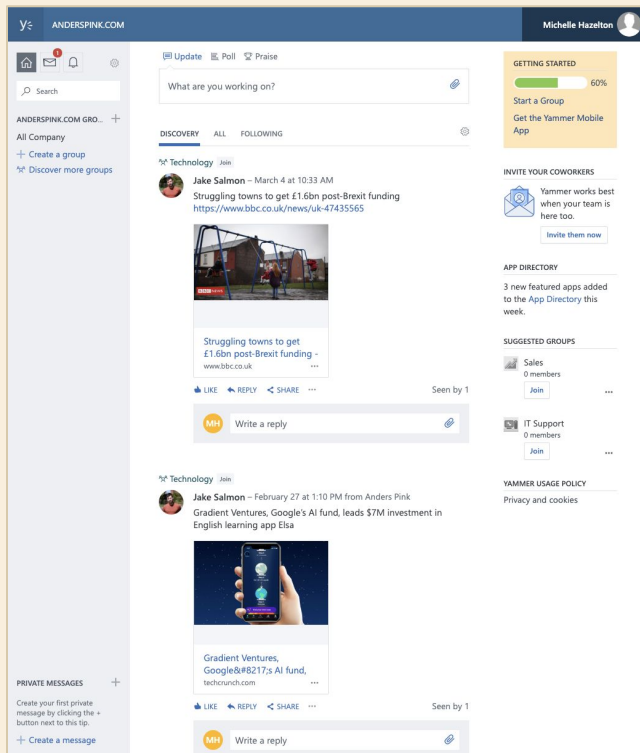 ANDERSPINK.COM
Michelle Hazelton
1
Search
ANDERSPINK.COM GRO...
All Company
Create a group
Discover more groups
Update Poll Praise
What are you working on?
DISCOVERY ALL FOLLOWING
Technology Join
Jake Salmon – March 4 at 10:33 AM
Struggling towns to get £1.6bn post-Brexit funding
https://www.bbc.co.uk/news/uk-47435565
BBC NEWS
Struggling towns to get
£1.6bn post-Brexit funding -
www.bbc.co.uk
LIKE REPLY SHARE ... Seen by 1
MH Write a reply
Technology Join
Jake Salmon – February 27 at 1:10 PM from Anders Pink
Gradient Ventures, Google's AI fund, leads $7M investment in
English learning app Elsa
Gradient Ventures,
Google&#8217;s AI fund,
techcrunch.com
LIKE REPLY SHARE ... Seen by 1
MH Write a reply
PRIVATE MESSAGES
Create your first private
message by clicking the +
button next to this tip.
Create a message
GETTING STARTED
60%
Start a Group
Get the Yammer Mobile
App
INVITE YOUR COWORKERS
Yammer works best
when your team is
here too.
Invite them now
APP DIRECTORY
3 new featured apps added
to the App Directory this
week.
SUGGESTED GROUPS
Sales
0 members
Join
IT Support
0 members
Join
YAMMER USAGE POLICY
Privacy and cookies